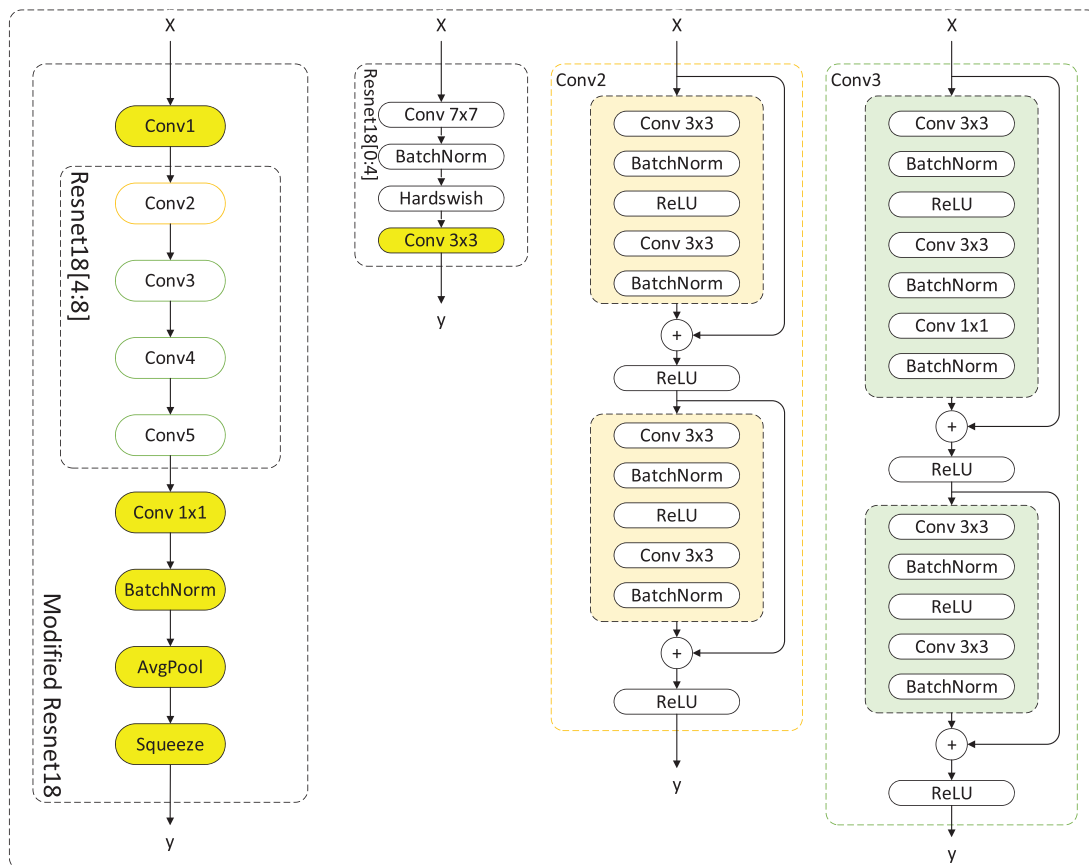 X
Conv1
Resnet18[4:8]
Conv2
Conv3
Conv4
Conv5
Conv 1x1
BatchNorm
AvgPool
Squeeze
Modified Resnet18
y
X
Resnet18[0:4]
Conv 7x7
BatchNorm
Hardswish
Conv 3x3
y
X
Conv2
Conv 3x3
BatchNorm
ReLU
Conv 3x3
BatchNorm
+
ReLU
Conv 3x3
BatchNorm
ReLU
Conv 3x3
BatchNorm
+
ReLU
y
X
Conv3
Conv 3x3
BatchNorm
ReLU
Conv 3x3
BatchNorm
Conv 1x1
BatchNorm
+
ReLU
Conv 3x3
BatchNorm
ReLU
Conv 3x3
BatchNorm
+
ReLU
y